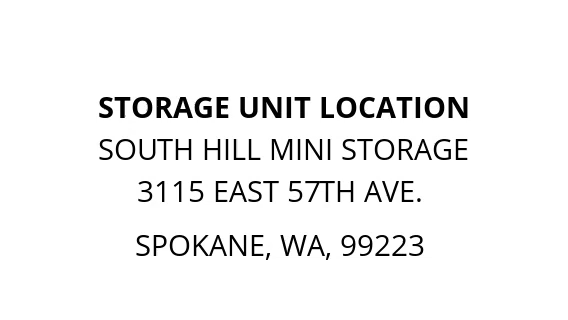 STORAGE UNIT LOCATION
SOUTH HILL MINI STORAGE
3115 EAST 57TH AVE.
SPOKANE, WA, 99223